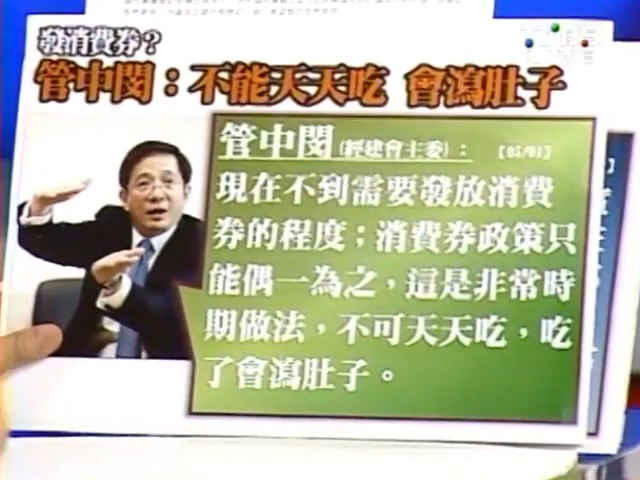 發消費券？
管中閔：不能天天吃 會瀉肚子
管中閔(經建會主委)： [05/01]
現在不到需要發放消費
券的程度；消費券政策只
能偶一為之，這是非常時
期做法，不可天天吃，吃
了會瀉肚子。